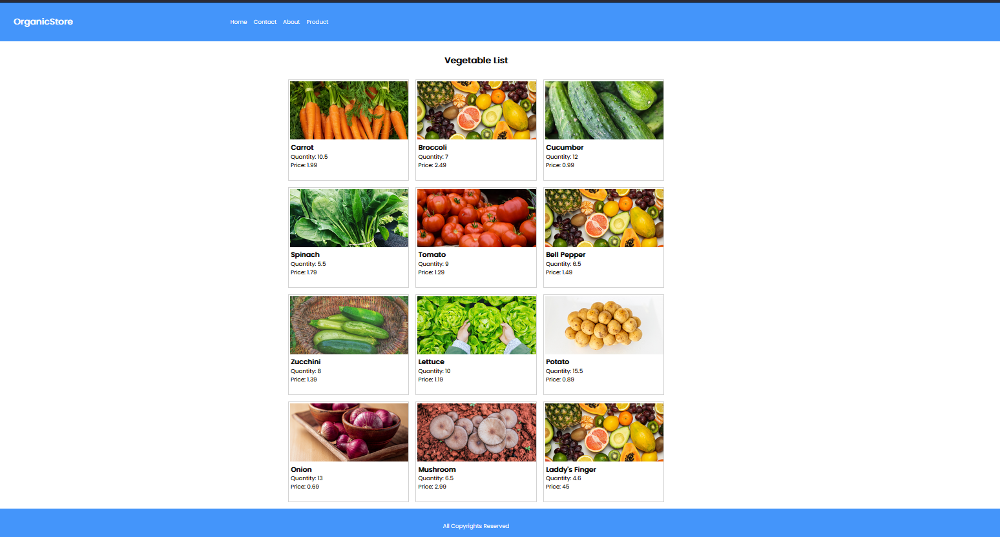 OrganicStore
Home Contact About Product
Vegetable List
Carrot
Quantity: 10.5
Price: 1.99
Broccoli
Quantity: 7
Price: 2.49
Cucumber
Quantity: 12
Price: 0.99
Spinach
Quantity: 5.5
Price: 1.79
Tomato
Quantity: 9
Price: 1.29
Bell Pepper
Quantity: 6.5
Price: 1.49
Zucchini
Quantity: 8
Price: 1.39
Lettuce
Quantity: 10
Price: 1.19
Potato
Quantity: 15.5
Price: 0.89
Onion
Quantity: 13
Price: 0.69
Mushroom
Quantity: 6.5
Price: 2.99
Laddy's Finger
Quantity: 4.6
Price: 45
All Copyrights Reserved